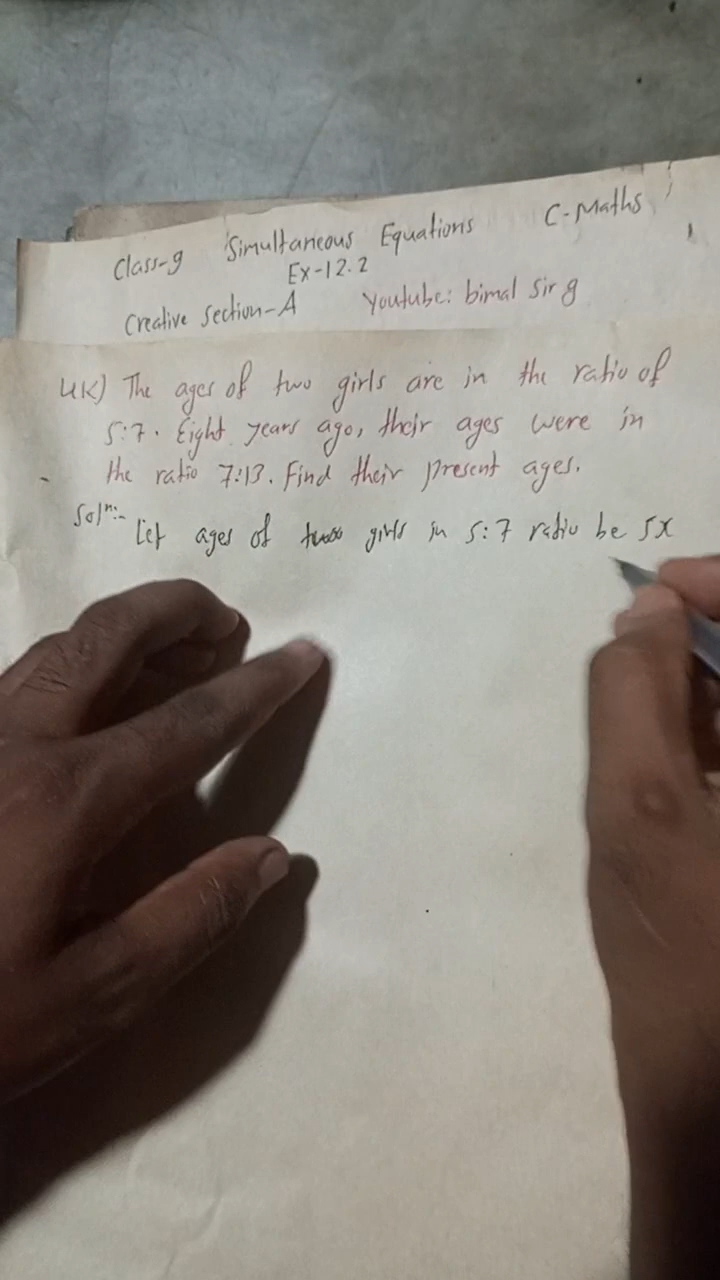 Class-9 Simultaneous Equations C-Maths
Ex-12.2
Creative Section-A Youtube: bimal sir g
4K) The ages of two girls are in the ratio of
5:7. Eight years ago, their ages were in
the ratio 7:13. Find their present ages.
Solⁿ:- Let ages of two girls in 5:7 ratio be 5x